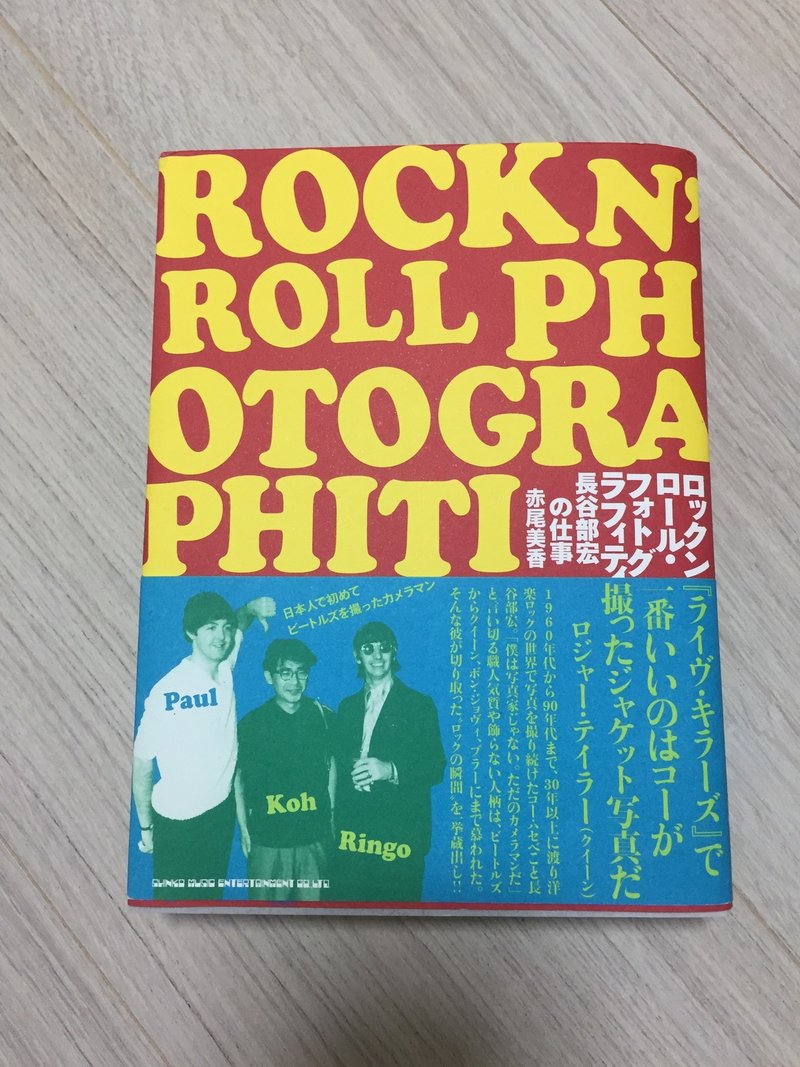 ROCK N'
ROLL PH
OTOGRA
PHITI
ロックン
ロール・
フォトグ
ラフィティ
長谷部宏
の仕事
赤尾美香
『ライヴ・キラーズ』で
一番いいのはコーが
撮ったジャケット写真だ
ロジャー・テイラー(クイーン)
1960年代から90年代まで、30年以上に渡り洋
楽ロックの世界で写真を撮り続けたコー・ハセベこと長
谷部宏。「僕は写真家じゃない。ただのカメラマンだ」
と言い切る職人気質や飾らない人柄は、ビートルズ
からクイーン、ボン・ジョヴィ、ブラーにまで慕われた。
そんな彼が切り取った〝ロックの瞬間〟を一挙蔵出し!!
日本人で初めて
ビートルズを撮ったカメラマン
Paul
Koh
Ringo
SHINKO MUSIC ENTERTAINMENT CO.,LTD.